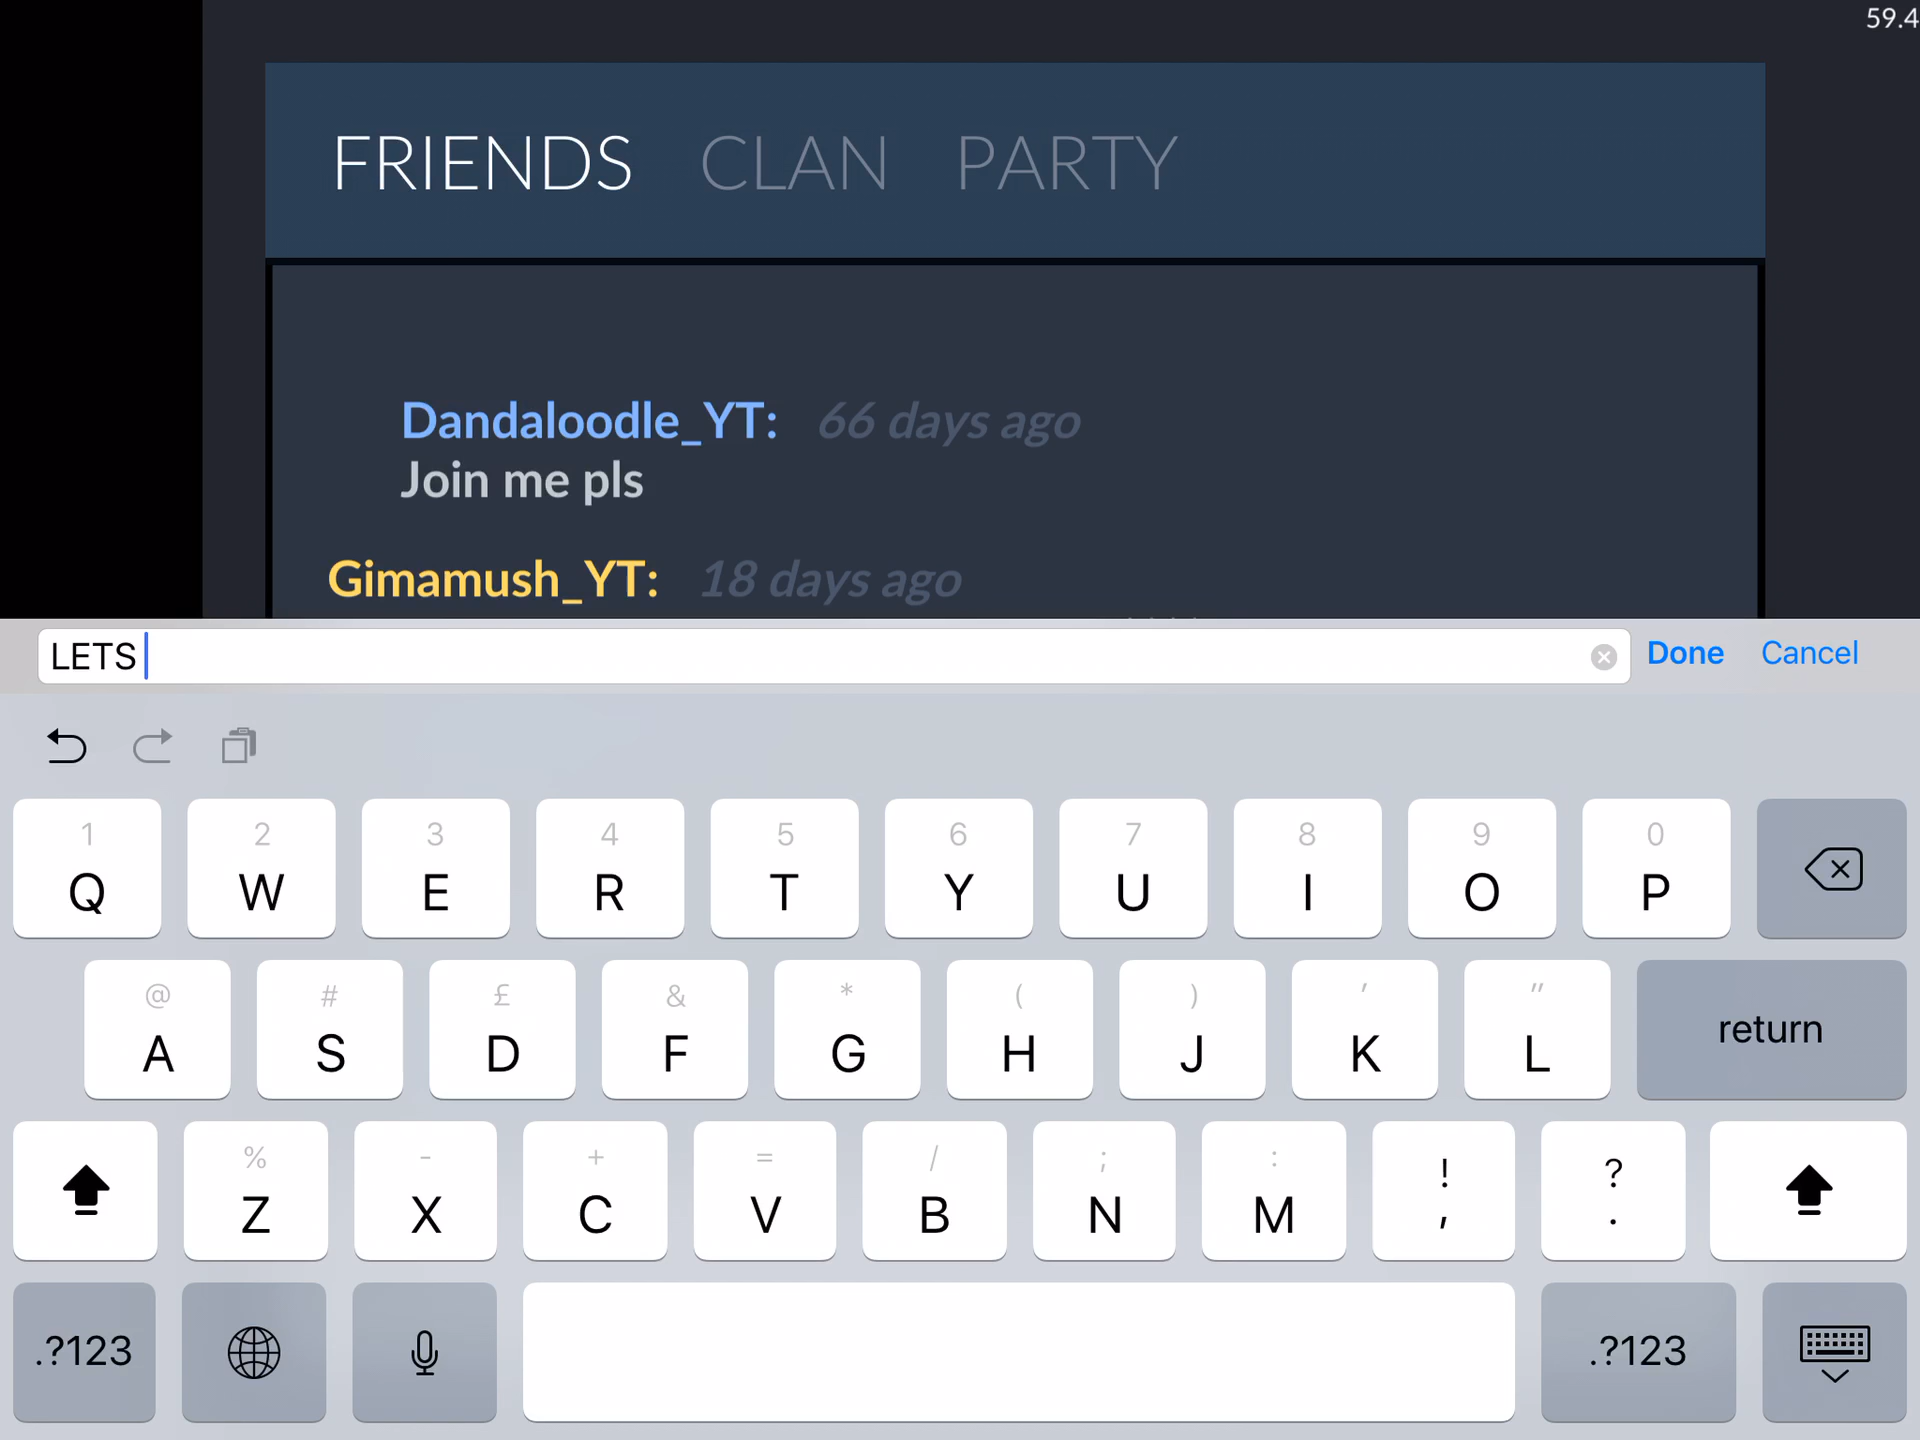 59.4
FRIENDS CLAN PARTY
Dandaloodle_YT: 66 days ago
Join me pls
Gimamush_YT: 18 days ago
LETS
Done Cancel
1 2 3 4 5 6 7 8 9 0
Q W E R T Y U I O P
@ # £ & * ( ) ' "
A S D F G H J K L return
% - + = / ; : ! ?
Z X C V B N M , .
.?123 .?123